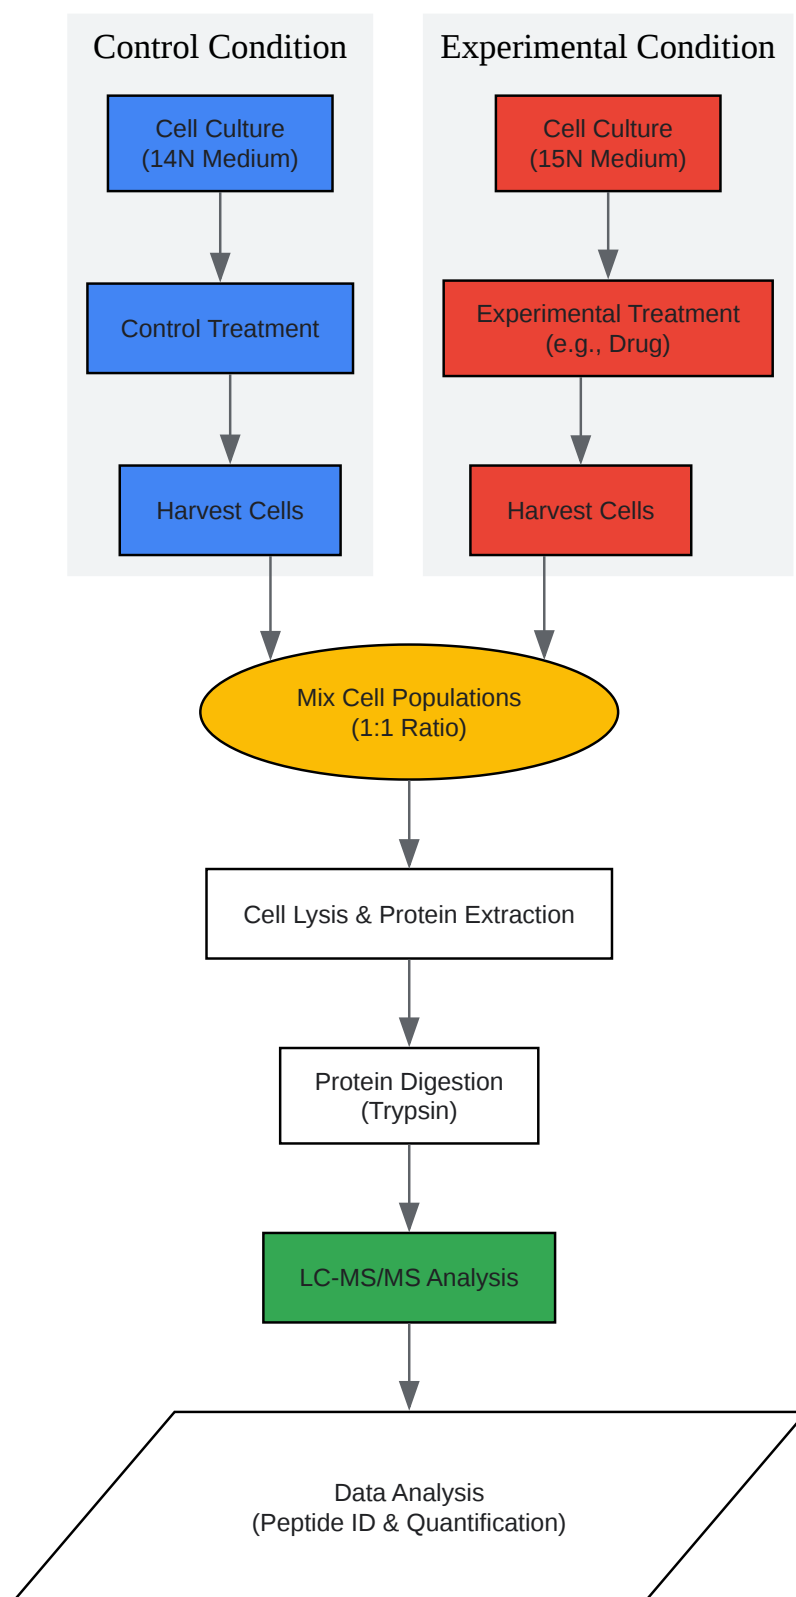 Control Condition
Experimental Condition
Cell Culture
(14N Medium)
Cell Culture
(15N Medium)
Control Treatment
Experimental Treatment
(e.g., Drug)
Harvest Cells
Harvest Cells
Mix Cell Populations
(1:1 Ratio)
Cell Lysis & Protein Extraction
Protein Digestion
(Trypsin)
LC-MS/MS Analysis
Data Analysis
(Peptide ID & Quantification)